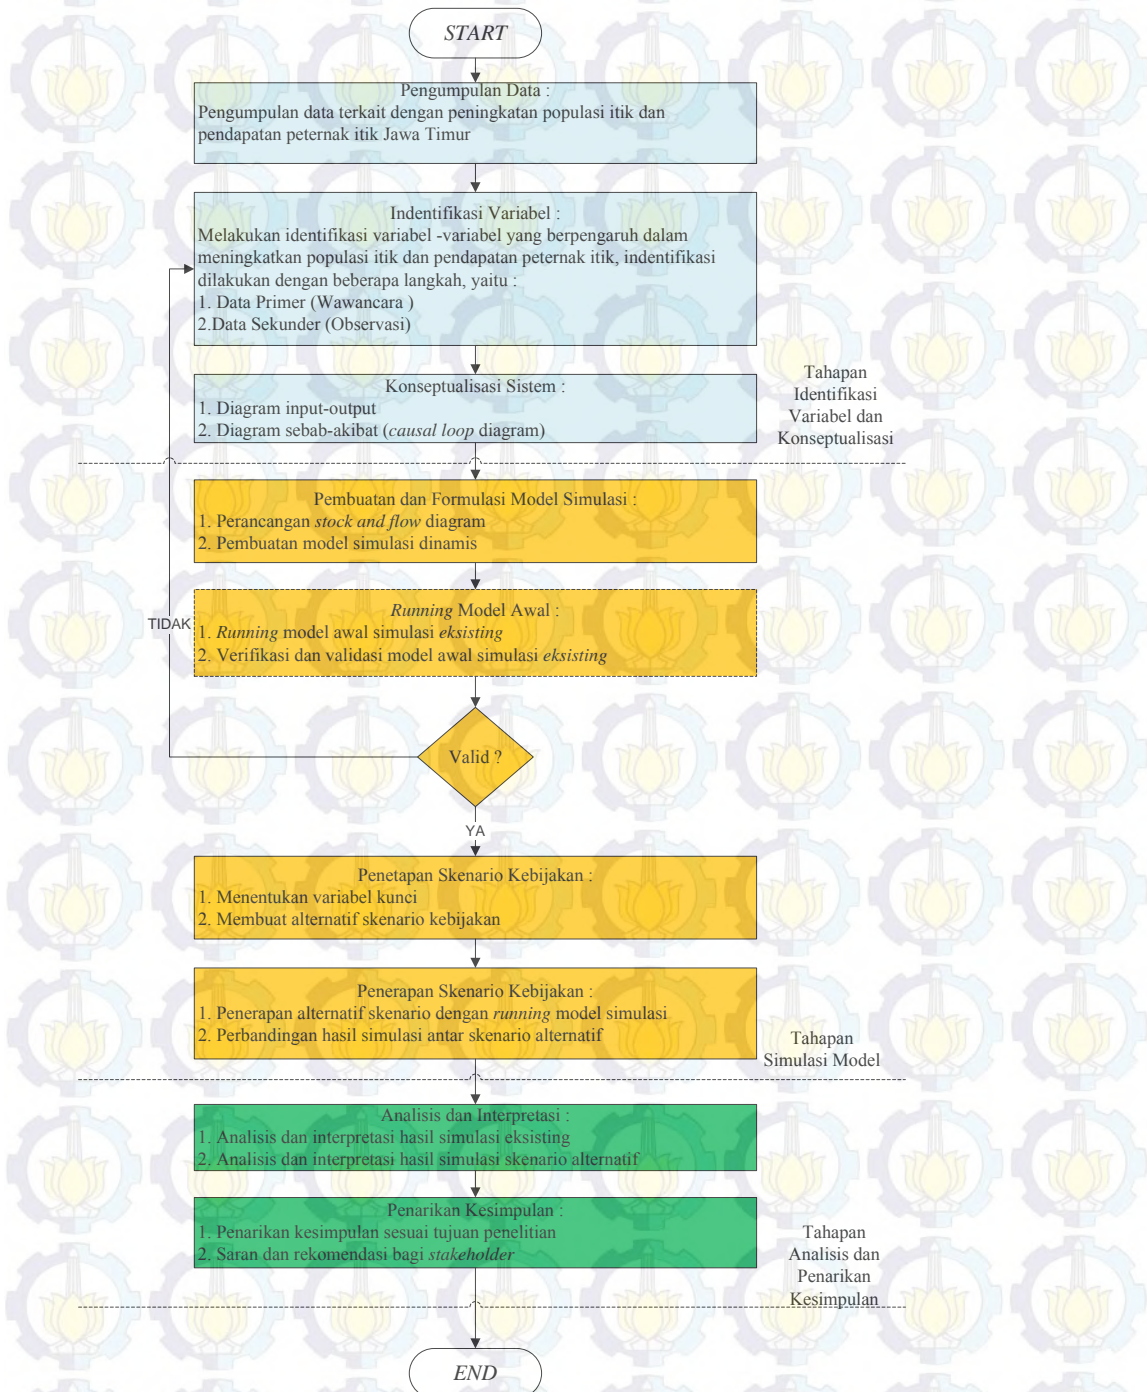 START
Pengumpulan Data :
Pengumpulan data terkait dengan peningkatan populasi itik dan
pendapatan peternak itik Jawa Timur
Indentifikasi Variabel :
Melakukan identifikasi variabel -variabel yang berpengaruh dalam
meningkatkan populasi itik dan pendapatan peternak itik, indentifikasi
dilakukan dengan beberapa langkah, yaitu :
1. Data Primer (Wawancara )
2.Data Sekunder (Observasi)
Konseptualisasi Sistem :
1. Diagram input-output
2. Diagram sebab-akibat (causal loop diagram)
Tahapan
Identifikasi
Variabel dan
Konseptualisasi
Pembuatan dan Formulasi Model Simulasi :
1. Perancangan stock and flow diagram
2. Pembuatan model simulasi dinamis
Running Model Awal :
1. Running model awal simulasi eksisting
2. Verifikasi dan validasi model awal simulasi eksisting
TIDAK
Valid ?
YA
Penetapan Skenario Kebijakan :
1. Menentukan variabel kunci
2. Membuat alternatif skenario kebijakan
Penerapan Skenario Kebijakan :
1. Penerapan alternatif skenario dengan running model simulasi
2. Perbandingan hasil simulasi antar skenario alternatif
Tahapan
Simulasi Model
Analisis dan Interpretasi :
1. Analisis dan interpretasi hasil simulasi eksisting
2. Analisis dan interpretasi hasil simulasi skenario alternatif
Penarikan Kesimpulan :
1. Penarikan kesimpulan sesuai tujuan penelitian
2. Saran dan rekomendasi bagi stakeholder
Tahapan
Analisis dan
Penarikan
Kesimpulan
END